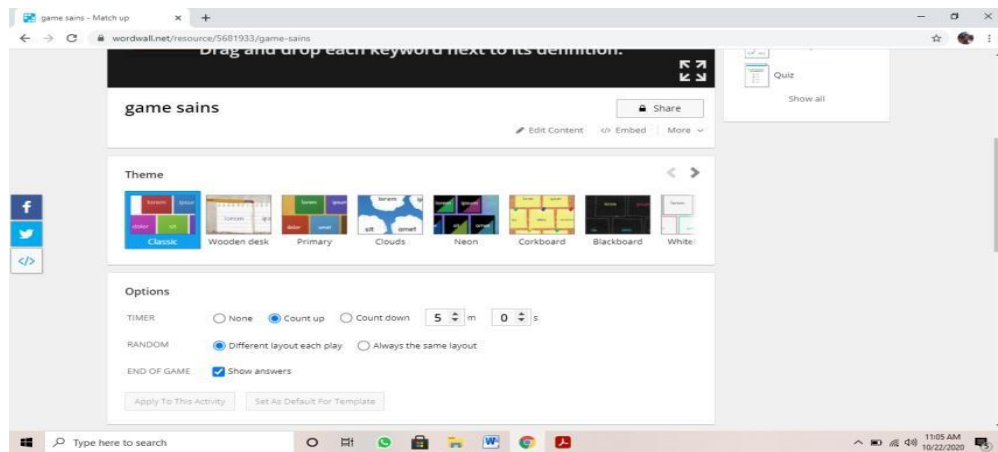 game sains - Match up
wordwall.net/resource/5681933/game-sains
Drag and drop each keyword next to its definition.
Quiz
Show all
game sains
Share
Edit Content </> Embed More
Theme
Classic Wooden desk Primary Clouds Neon Corkboard Blackboard White
Options
TIMER None Count up Count down 5 m 0 s
RANDOM Different layout each play Always the same layout
END OF GAME Show answers
Apply To This Activity Set As Default For Template
Type here to search
11:05 AM
10/22/2020